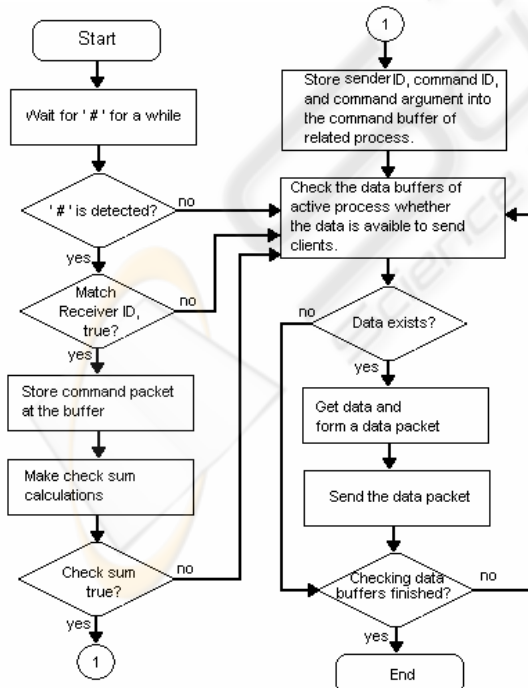 Start
Wait for '#' for a while
'#' is detected?
no
yes
Match
Receiver ID,
true?
no
yes
Store command packet
at the buffer
Make check sum
calculations
Check sum
true?
no
yes
1
1
Store senderID, command ID,
and command argument into
the command buffer of
related process.
Check the data buffers of
active process whether
the data is avaible to send
clients.
no
Data exists?
yes
Get data and
form a data packet
Send the data packet
Checking data
buffers finished?
no
yes
End